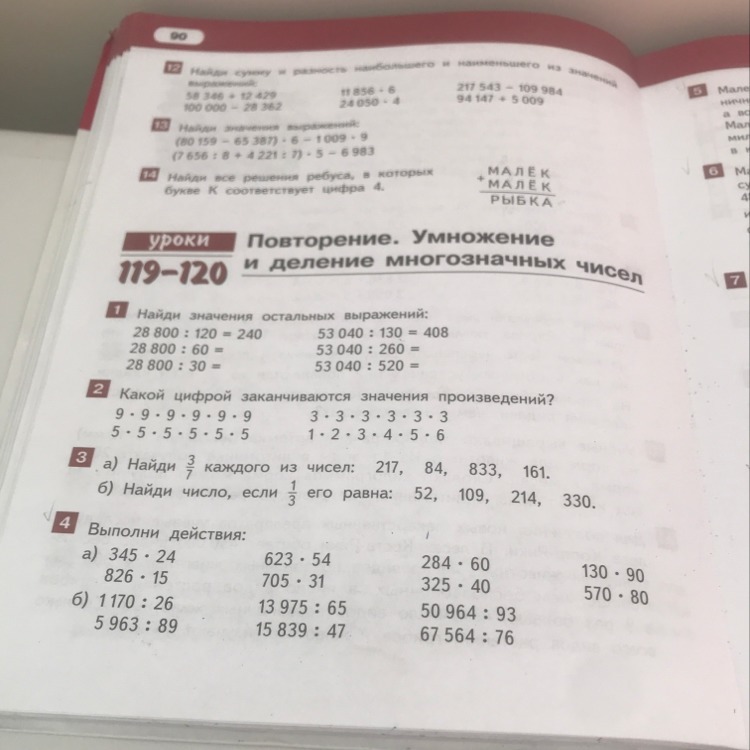 90
12 Найди сумму и разность наибольшего и наименьшего из значений
выражений:
58 346 + 12 429 11 856 · 6 217 543 − 109 984
100 000 − 28 362 24 050 · 4 94 147 + 5 009
13 Найди значения выражений:
(80 159 − 65 387) · 6 − 1 009 · 9
(7 656 : 8 + 4 221 : 7) · 5 − 6 983
14 Найди все решения ребуса, в которых
букве К соответствует цифра 4.
МАЛЁК
+ МАЛЁК
РЫБКА
уроки
119–120
Повторение. Умножение
и деление многозначных чисел
1 Найди значения остальных выражений:
28 800 : 120 = 240 53 040 : 130 = 408
28 800 : 60 = 53 040 : 260 =
28 800 : 30 = 53 040 : 520 =
2 Какой цифрой заканчиваются значения произведений?
9 · 9 · 9 · 9 · 9 · 9 3 · 3 · 3 · 3 · 3 · 3
5 · 5 · 5 · 5 · 5 · 5 1 · 2 · 3 · 4 · 5 · 6
3 а) Найди 3/7 каждого из чисел: 217, 84, 833, 161.
б) Найди число, если 1/3 его равна: 52, 109, 214, 330.
4 Выполни действия:
а) 345 · 24 623 · 54 284 · 60 130 · 90
826 · 15 705 · 31 325 · 40 570 · 80
б) 1 170 : 26 13 975 : 65 50 964 : 93
5 963 : 89 15 839 : 47 67 564 : 76
5 Мале
6
7